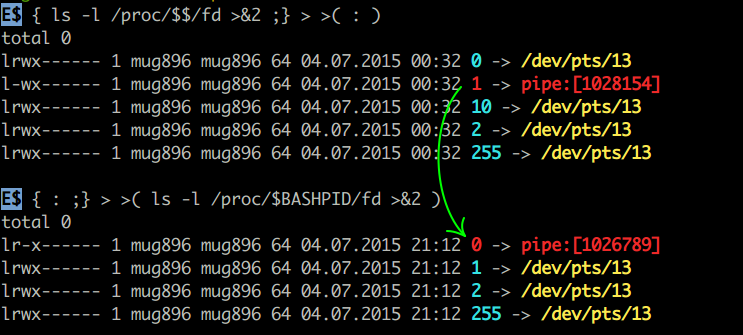 E$ { ls -l /proc/$$/fd >&2 ;} > >( : )
total 0
lrwx------ 1 mug896 mug896 64 04.07.2015 00:32 0 -> /dev/pts/13
l-wx------ 1 mug896 mug896 64 04.07.2015 00:32 1 -> pipe:[1028154]
lrwx------ 1 mug896 mug896 64 04.07.2015 00:32 10 -> /dev/pts/13
lrwx------ 1 mug896 mug896 64 04.07.2015 00:32 2 -> /dev/pts/13
lrwx------ 1 mug896 mug896 64 04.07.2015 00:32 255 -> /dev/pts/13
E$ { : ;} > >( ls -l /proc/$BASHPID/fd >&2 )
total 0
lr-x------ 1 mug896 mug896 64 04.07.2015 21:12 0 -> pipe:[1026789]
lrwx------ 1 mug896 mug896 64 04.07.2015 21:12 1 -> /dev/pts/13
lrwx------ 1 mug896 mug896 64 04.07.2015 21:12 2 -> /dev/pts/13
lrwx------ 1 mug896 mug896 64 04.07.2015 21:12 255 -> /dev/pts/13